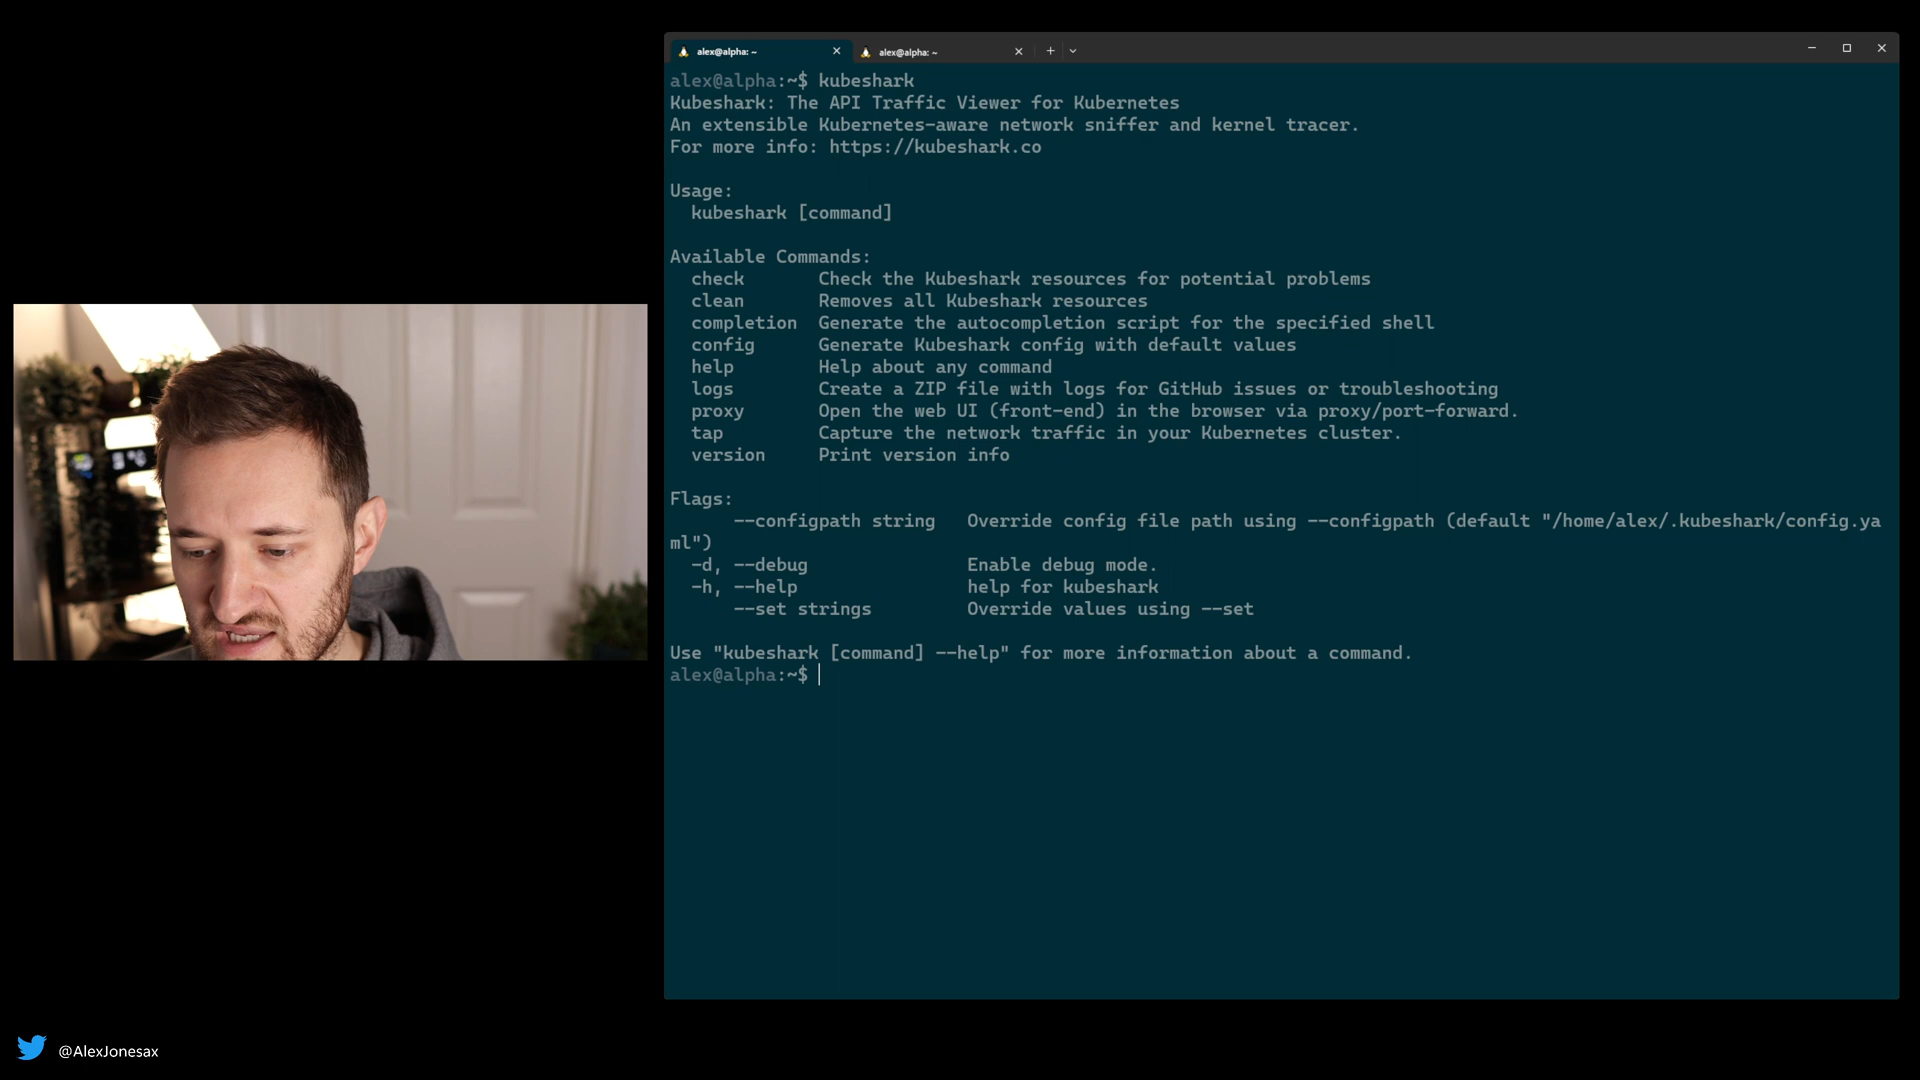 alex@alpha: ~
alex@alpha: ~
alex@alpha:~$ kubeshark
Kubeshark: The API Traffic Viewer for Kubernetes
An extensible Kubernetes-aware network sniffer and kernel tracer.
For more info: https://kubeshark.co
Usage:
kubeshark [command]
Available Commands:
check Check the Kubeshark resources for potential problems
clean Removes all Kubeshark resources
completion Generate the autocompletion script for the specified shell
config Generate Kubeshark config with default values
help Help about any command
logs Create a ZIP file with logs for GitHub issues or troubleshooting
proxy Open the web UI (front-end) in the browser via proxy/port-forward.
tap Capture the network traffic in your Kubernetes cluster.
version Print version info
Flags:
--configpath string Override config file path using --configpath (default "/home/alex/.kubeshark/config.ya
ml")
-d, --debug Enable debug mode.
-h, --help help for kubeshark
--set strings Override values using --set
Use "kubeshark [command] --help" for more information about a command.
alex@alpha:~$
@AlexJonesax